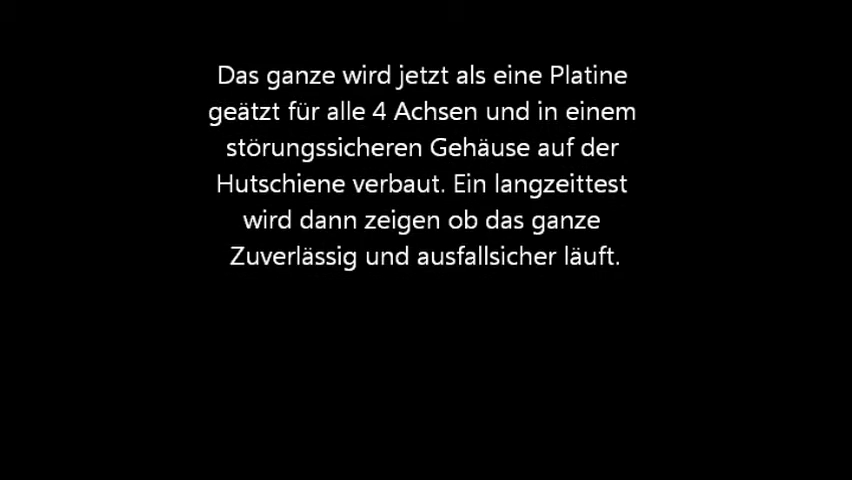 Das ganze wird jetzt als eine Platine
geätzt für alle 4 Achsen und in einem
störungssicheren Gehäuse auf der
Hutschiene verbaut. Ein langzeittest
wird dann zeigen ob das ganze
Zuverlässig und ausfallsicher läuft.